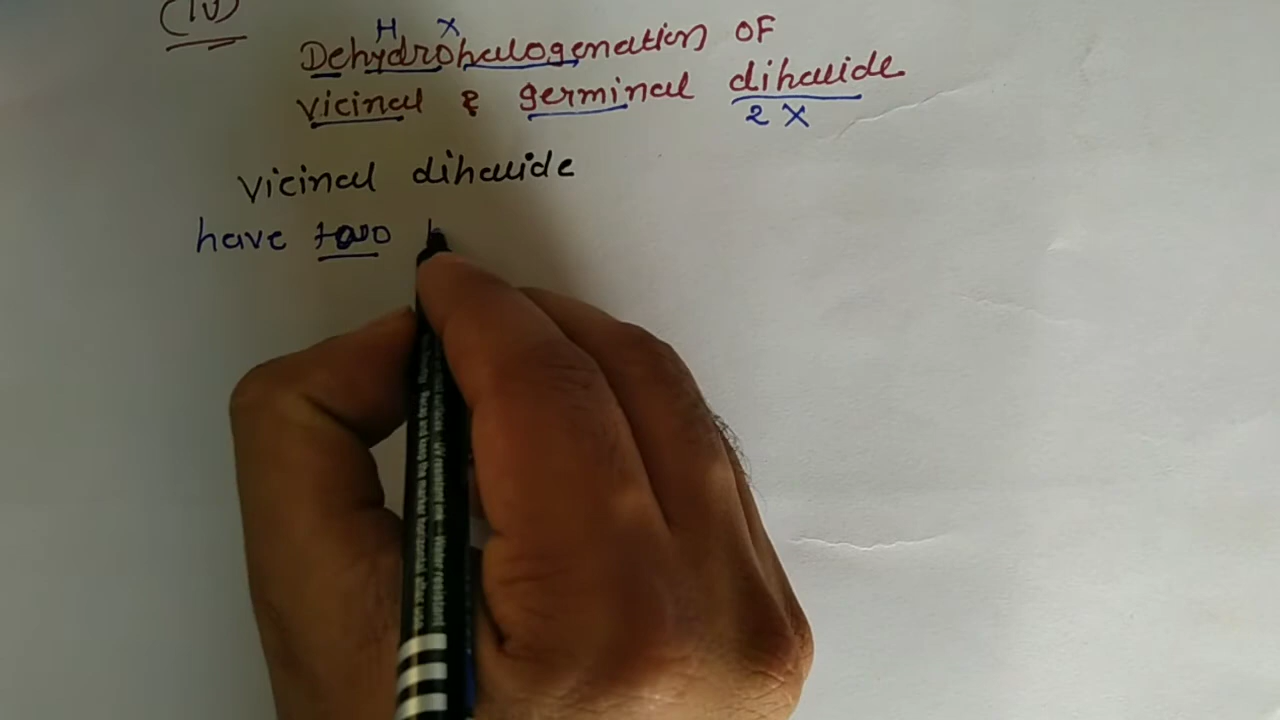 (IV)
H X
Dehydrohalogenation OF
vicinal & germinal dihalide
2 X
vicinal dihalide
have two